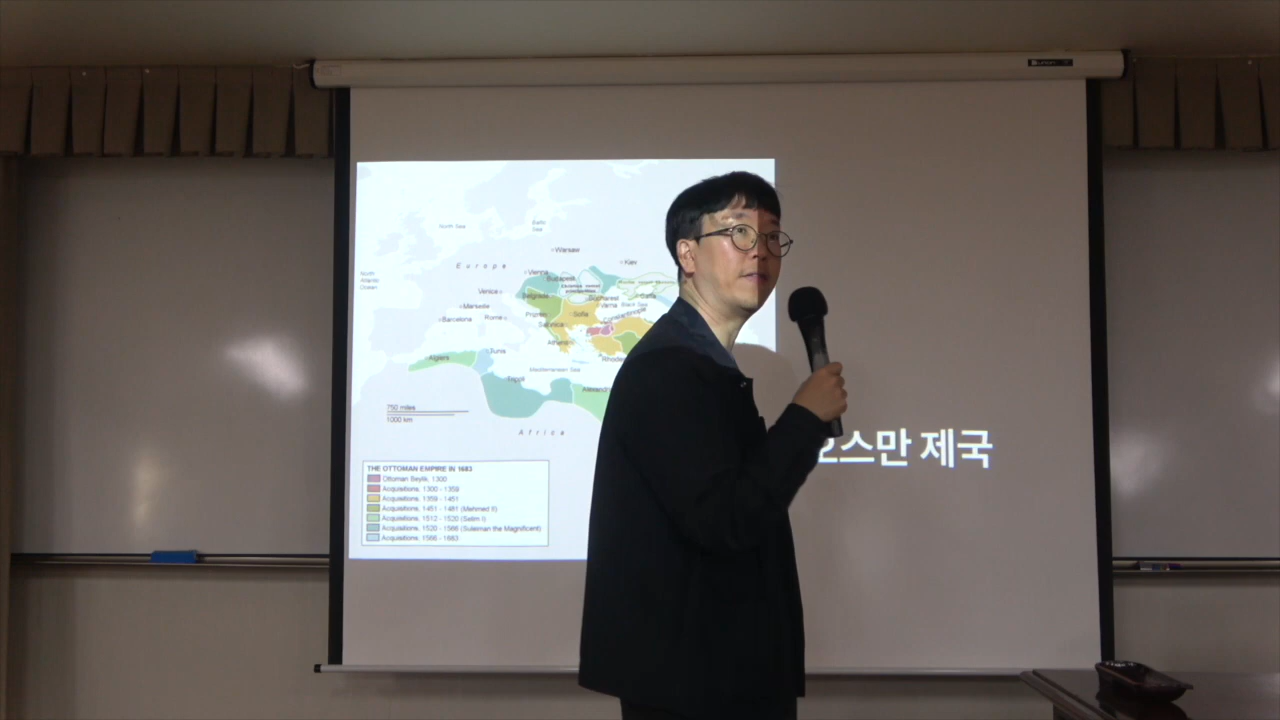 North Sea
Baltic
Sea
Warsaw
Kiev
Europe
North
Atlantic
Ocean
Vienna
Budapest
Venice
Belgrade
Bucharest
Black Sea
Varna
Marseille
Barcelona
Rome
Sofia
Constantinople
Salonica
Athens
Algiers
Tunis
Rhodes
Mediterranean Sea
Tripoli
750 miles
1000 km
Africa
THE OTTOMAN EMPIRE IN 1683
Ottoman Beylik, 1300
Acquisitions, 1300 - 1359
Acquisitions, 1359 - 1451
Acquisitions, 1451 - 1481 (Mehmed II)
Acquisitions, 1512 - 1520 (Selim I)
Acquisitions, 1520 - 1566 (Suleiman the Magnificent)
Acquisitions, 1566 - 1683
오스만 제국